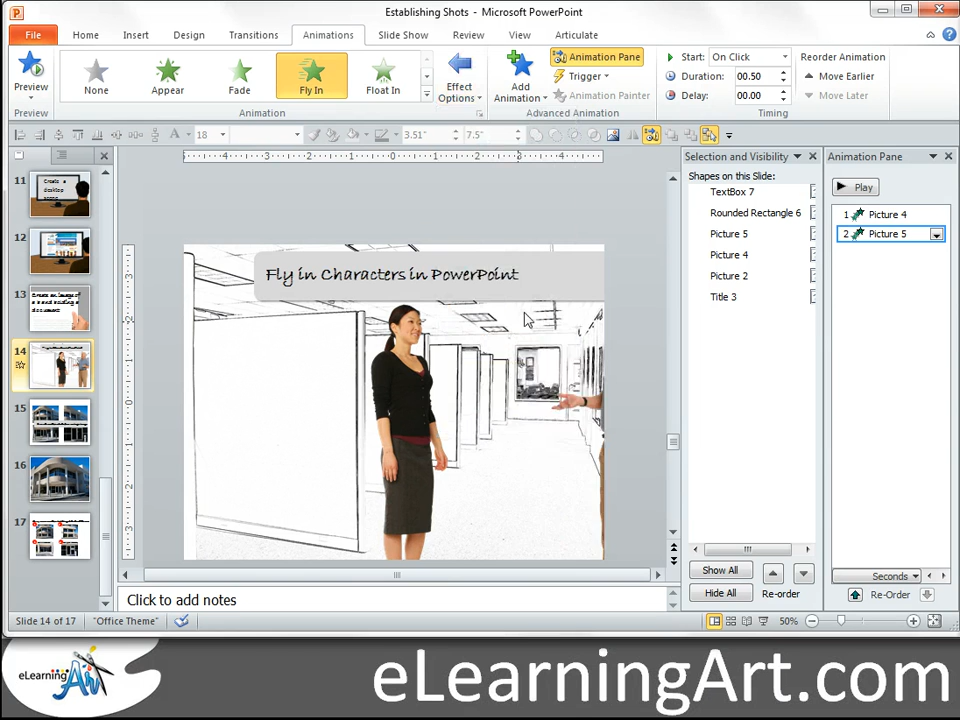 Establishing Shots - Microsoft PowerPoint
File Home Insert Design Transitions Animations Slide Show Review View Articulate
Preview
Preview
None Appear Fade Fly In Float In
Animation
Effect Options
Add Animation
Animation Pane
Trigger
Animation Painter
Advanced Animation
Start: On Click
Duration: 00.50
Delay: 00.00
Timing
Reorder Animation
Move Earlier
Move Later
A 18 3.51" 7.5"
11
Create a desktop
12
13
14
15
16
17
Fly in Characters in PowerPoint
Click to add notes
Selection and Visibility
Shapes on this Slide:
TextBox 7
Rounded Rectangle 6
Picture 5
Picture 4
Picture 2
Title 3
Show All
Hide All
Re-order
Animation Pane
Play
1 Picture 4
2 Picture 5
Seconds
Re-Order
Slide 14 of 17 "Office Theme" 50%
eLearning Art
eLearningArt.com